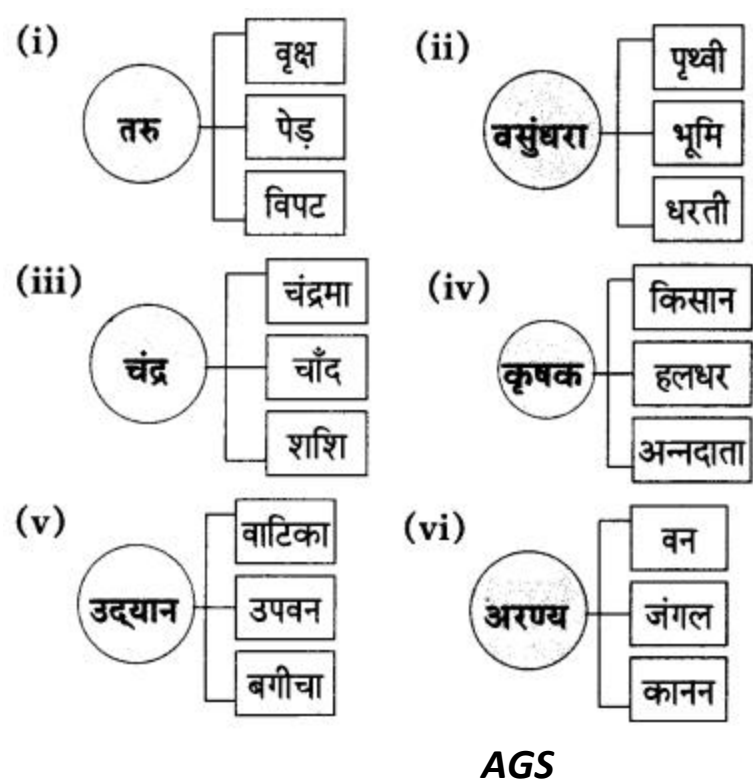 (i)
तरु
वृक्ष
पेड़
विपट
(ii)
वसुंधरा
पृथ्वी
भूमि
धरती
(iii)
चंद्र
चंद्रमा
चाँद
शशि
(iv)
कृषक
किसान
हलधर
अन्नदाता
(v)
उद्‌यान
वाटिका
उपवन
बगीचा
(vi)
अरण्य
वन
जंगल
कानन
AGS